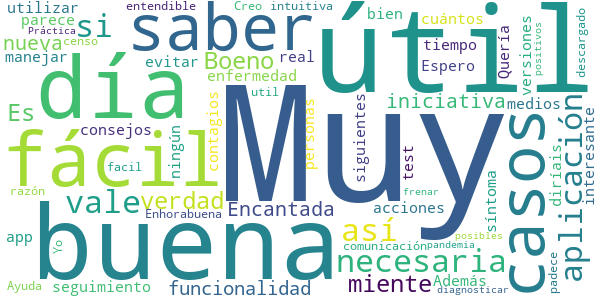 utilizar
entendible
Creo
intuitiva
parece
Práctica
censo
si
saber
útil
bien
cuántos
nueva
manejar
evitar
Boeno
real
tiempo
Espero
Quería
versiones
positivos
descargado
enfermedad
día
Es
consejos
ningún
contagios
util
Muy
personas
siguientes
test
iniciativa
medios
casos
aplicación
interesante
diríais
fácil
facil
razón
vale
verdad
Enhorabuena
Encantada
frenar
acciones
síntoma
padece
app
Yo
buena
así
comunicación
pandemia
posibles
necesaria
Ayuda
seguimiento
funcionalidad
miente
Además
diagnosticar